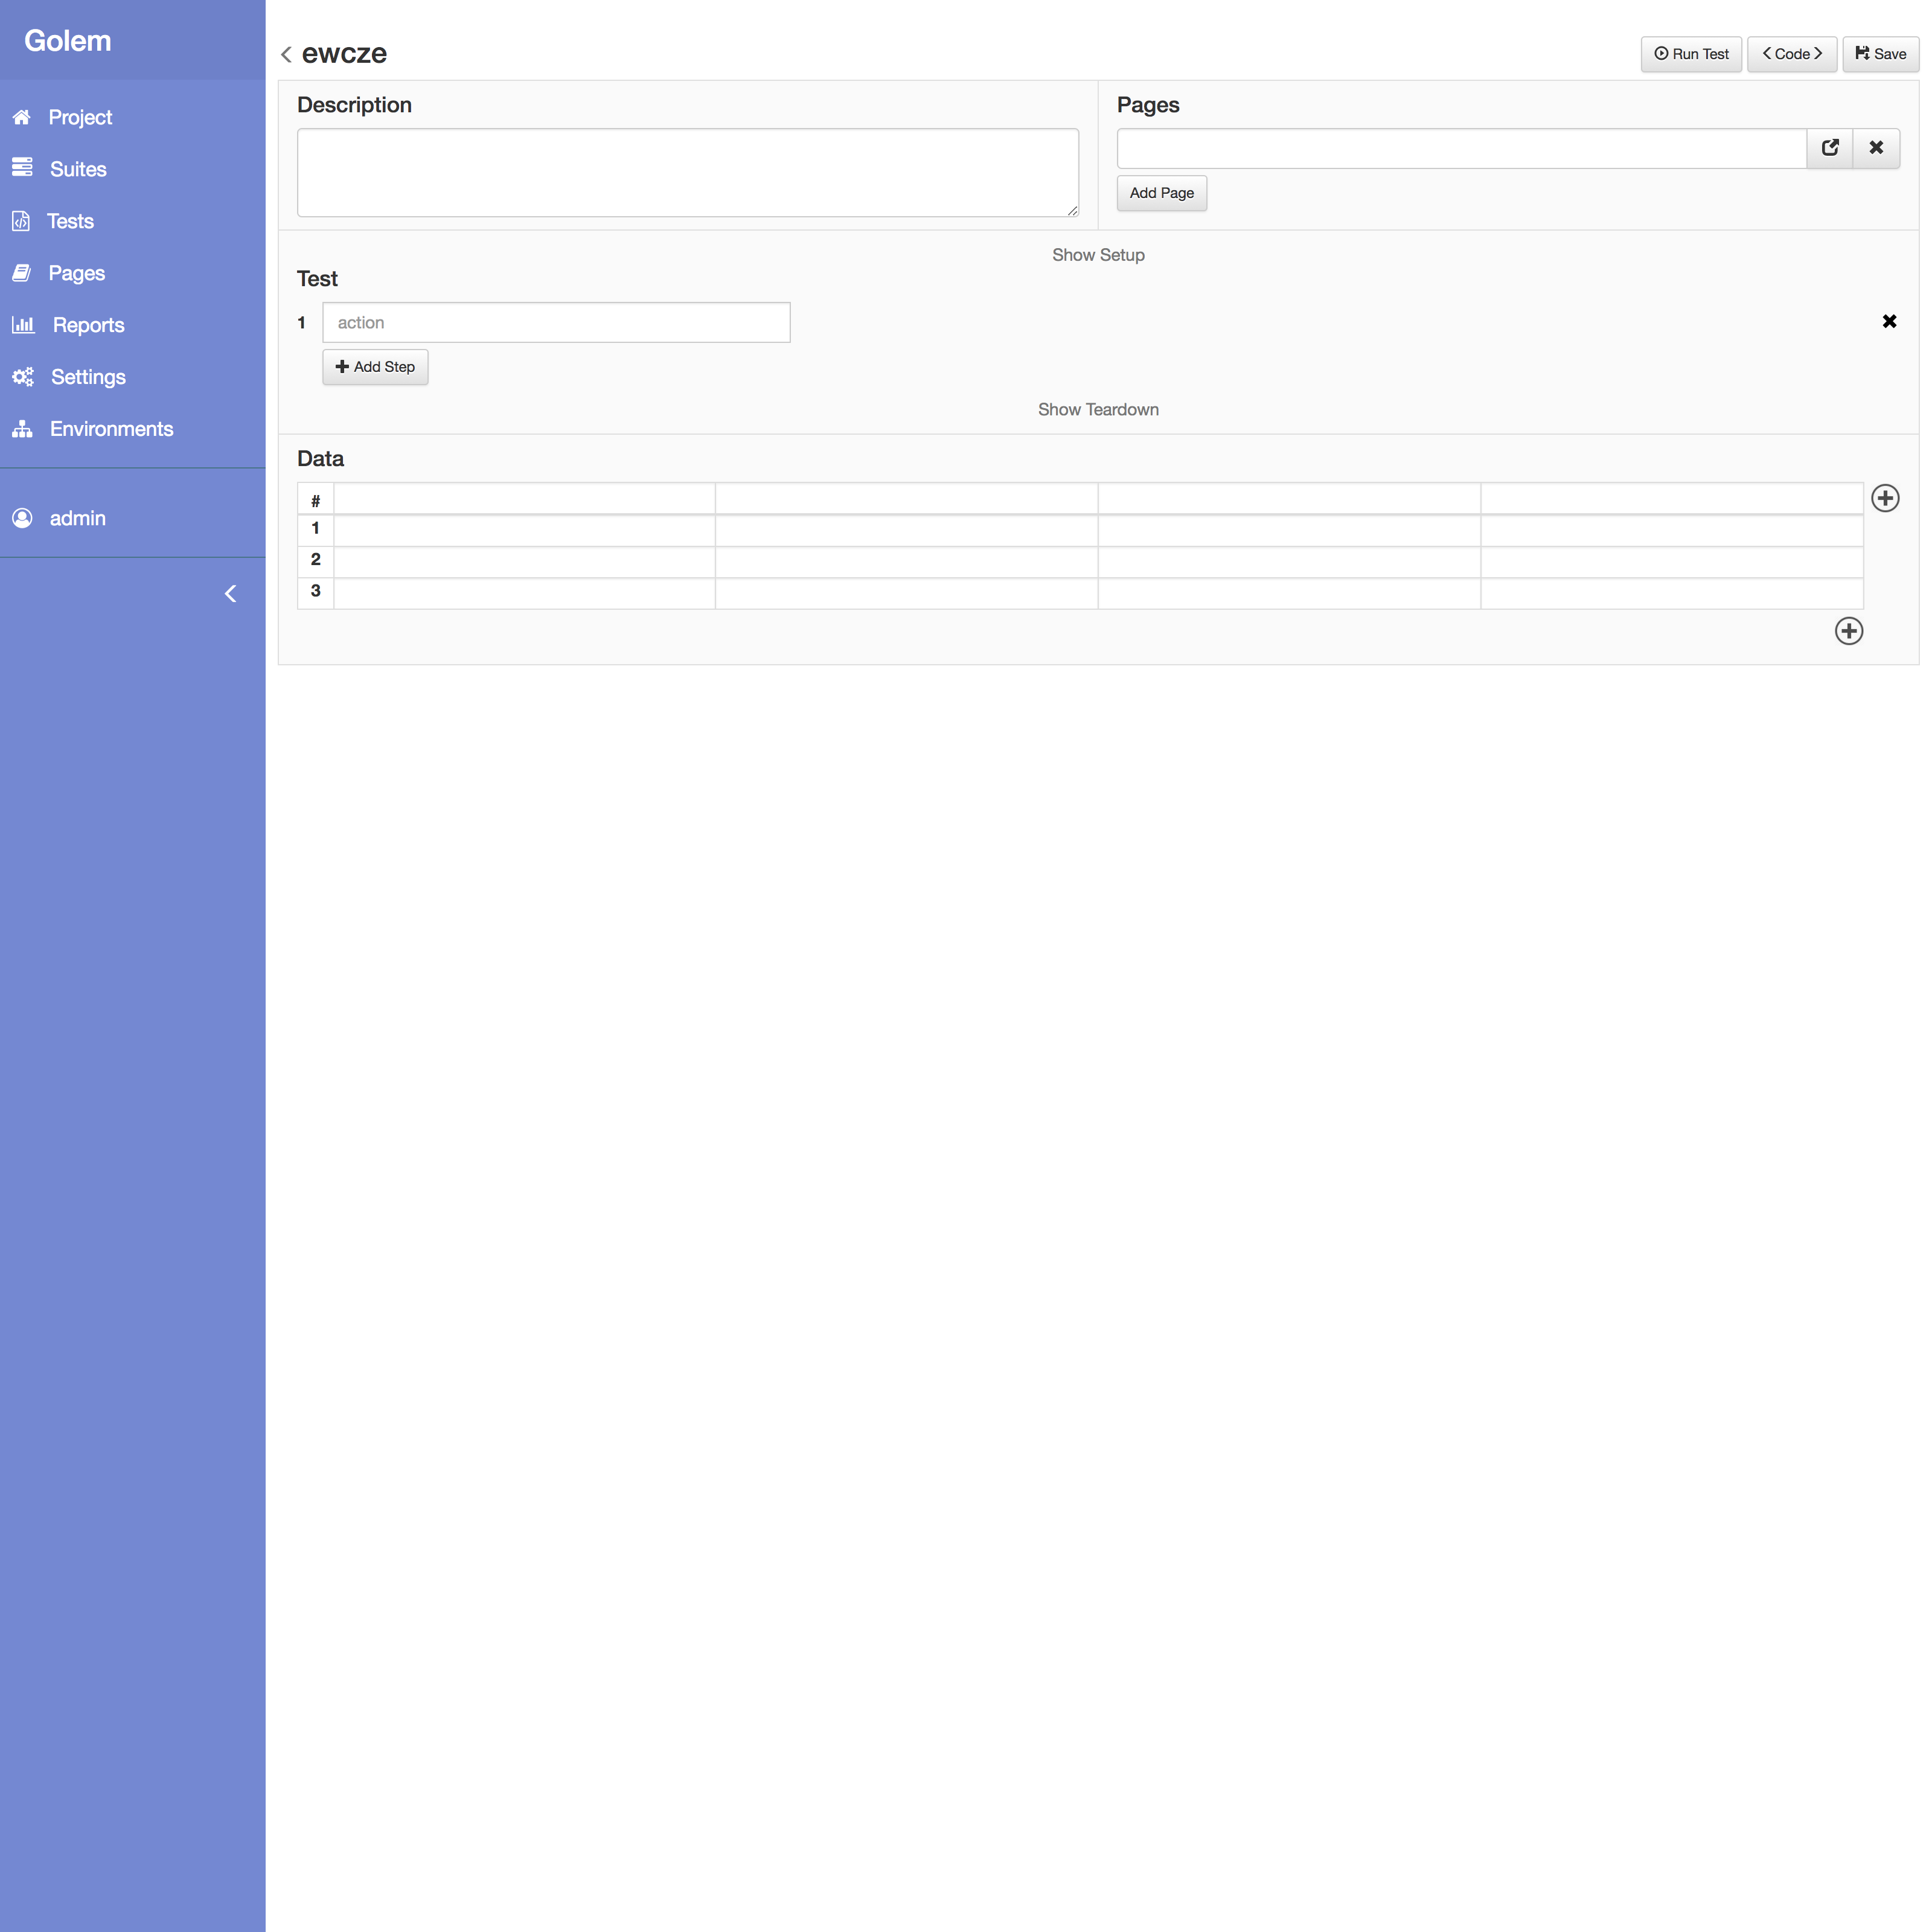 Golem
Project
Suites
Tests
Pages
Reports
Settings
Environments
admin
ewcze
Run Test
Code
Save
Description
Pages
Add Page
Show Setup
Test
1 action
Add Step
Show Teardown
Data
#
1
2
3